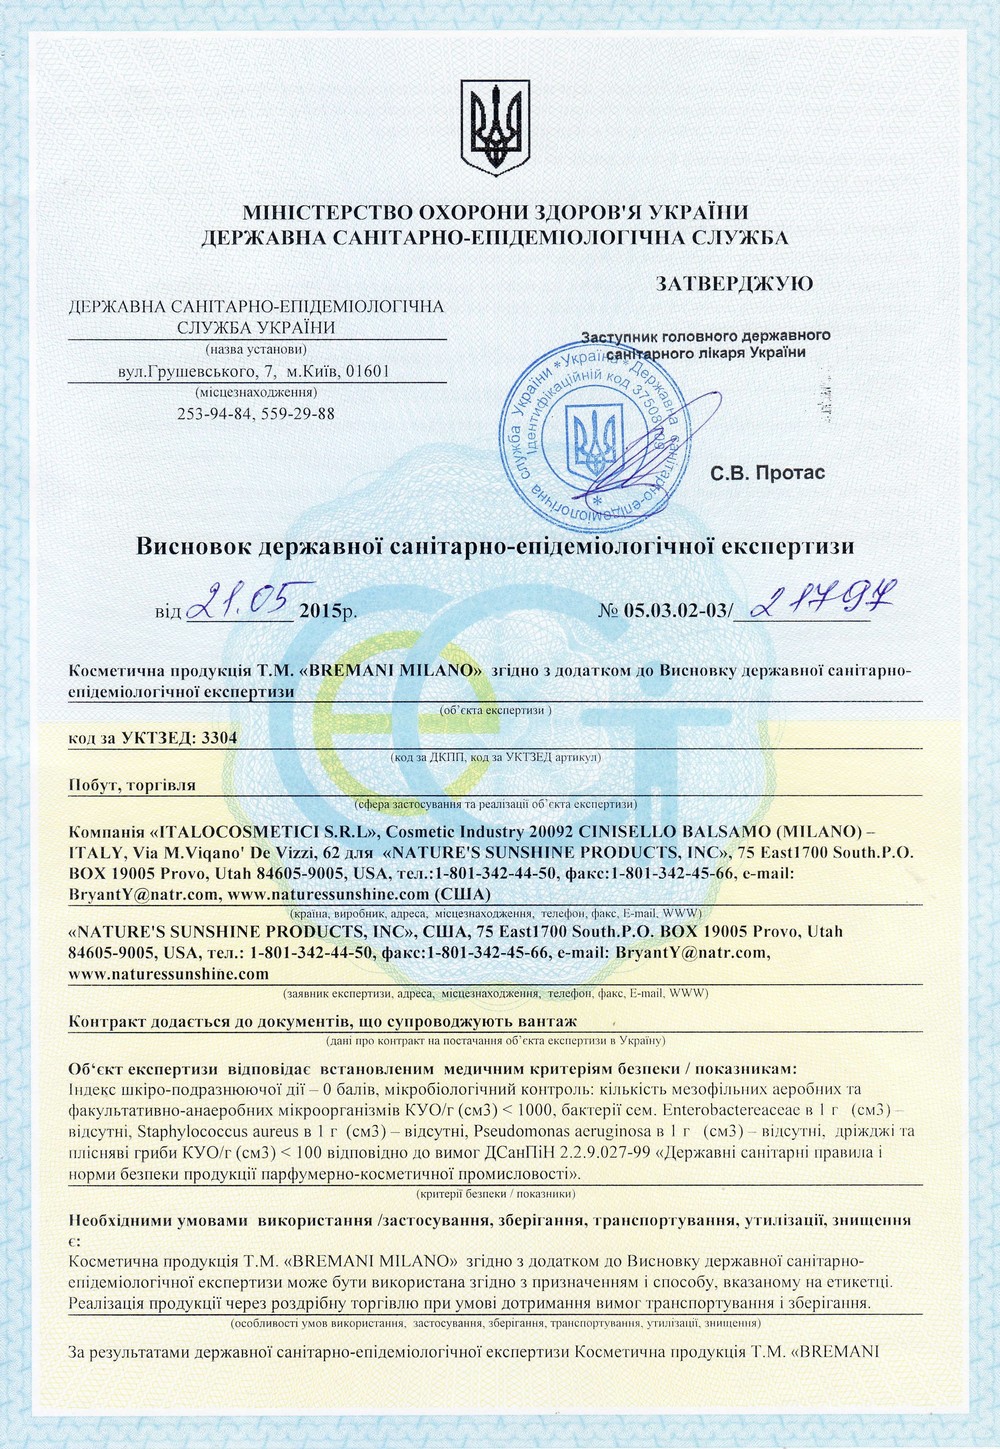 МІНІСТЕРСТВО ОХОРОНИ ЗДОРОВ'Я УКРАЇНИ
ДЕРЖАВНА САНІТАРНО-ЕПІДЕМІОЛОГІЧНА СЛУЖБА
ЗАТВЕРДЖУЮ
ДЕРЖАВНА САНІТАРНО-ЕПІДЕМІОЛОГІЧНА
СЛУЖБА УКРАЇНИ
(назва установи)
вул.Грушевського, 7, м.Київ, 01601
(місцезнаходження)
253-94-84, 559-29-88
Заступник головного державного
санітарного лікаря України
Україна * Державна санітарно-епідеміологічна служба України *
Ідентифікаційний код
С.В. Протас
Висновок державної санітарно-епідеміологічної експертизи
від 21.05 2015р.
№ 05.03.02-03/ 21797
Косметична продукція Т.М. «BREMANI MILANO» згідно з додатком до Висновку державної санітарно-
епідеміологічної експертизи
(об'єкта експертизи )
код за УКТЗЕД: 3304
(код за ДКПП, код за УКТЗЕД артикул)
Побут, торгівля
(сфера застосування та реалізації об'єкта експертизи)
Компанія «ITALOCOSMETICI S.R.L», Cosmetic Industry 20092 CINISELLO BALSAMO (MILANO) –
ITALY, Via M.Viqano' De Vizzi, 62 для «NATURE'S SUNSHINE PRODUCTS, INC», 75 East1700 South.P.O.
BOX 19005 Provo, Utah 84605-9005, USA, тел.:1-801-342-44-50, факс:1-801-342-45-66, e-mail:
BryantY@natr.com, www.naturessunshine.com (США)
(країна, виробник, адреса, місцезнаходження, телефон, факс, E-mail, WWW)
«NATURE'S SUNSHINE PRODUCTS, INC», США, 75 East1700 South.P.O. BOX 19005 Provo, Utah
84605-9005, USA, тел.: 1-801-342-44-50, факс:1-801-342-45-66, e-mail: BryantY@natr.com,
www.naturessunshine.com
(заявник експертизи, адреса, місцезнаходження, телефон, факс, E-mail, WWW)
Контракт додається до документів, що супроводжують вантаж
(дані про контракт на постачання об'єкта експертизи в Україну)
Об‘єкт експертизи відповідає встановленим медичним критеріям безпеки / показникам:
Індекс шкіро-подразнюючої дії – 0 балів, мікробіологічний контроль: кількість мезофільних аеробних та
факультативно-анаеробних мікроорганізмів КУО/г (см3) < 1000, бактерії сем. Enterobactereaceae в 1 г (см3) –
відсутні, Staphylococcus aureus в 1 г (см3) – відсутні, Pseudomonas aeruginosa в 1 г (см3) – відсутні, дріжджі та
плісняві гриби КУО/г (см3) < 100 відповідно до вимог ДСанПіН 2.2.9.027-99 «Державні санітарні правила і
норми безпеки продукції парфумерно-косметичної промисловості».
(критерії безпеки / показники)
Необхідними умовами використання /застосування, зберігання, транспортування, утилізації, знищення
є:
Косметична продукція Т.М. «BREMANI MILANO» згідно з додатком до Висновку державної санітарно-
епідеміологічної експертизи може бути використана згідно з призначенням і способу, вказаному на етикетці.
Реалізація продукції через роздрібну торгівлю при умові дотримання вимог транспортування і зберігання.
(особливості умов використання, застосування, зберігання, транспортування, утилізації, знищення)
За результатами державної санітарно-епідеміологічної експертизи Косметична продукція Т.М. «BREMANI